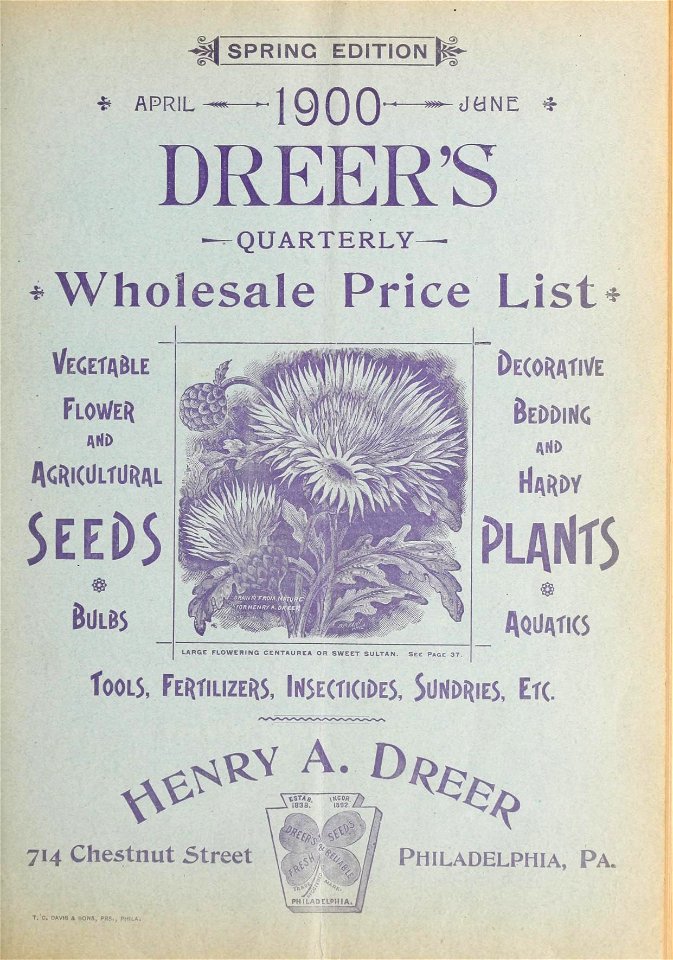 SPRING EDITION
APRIL 1900 JUNE
DREER'S
QUARTERLY
Wholesale Price List
VEGETABLE
FLOWER
AND
AGRICULTURAL
SEEDS
BULBS
DECORATIVE
BEDDING
AND
HARDY
PLANTS
AQUATICS
DRAWN FROM NATURE
FOR HENRY A. DREER
LARGE FLOWERING CENTAUREA OR SWEET SULTAN. SEE PAGE 37.
TOOLS, FERTILIZERS, INSECTICIDES, SUNDRIES, ETC.
HENRY A. DREER
ESTAB. 1838.
INCOR. 1892.
DREER'S SEEDS
FRESH & RELIABLE
TRADE MARK.
PHILADELPHIA.
714 Chestnut Street
PHILADELPHIA, PA.
T. C. DAVIS & SONS, PRS., PHILA.